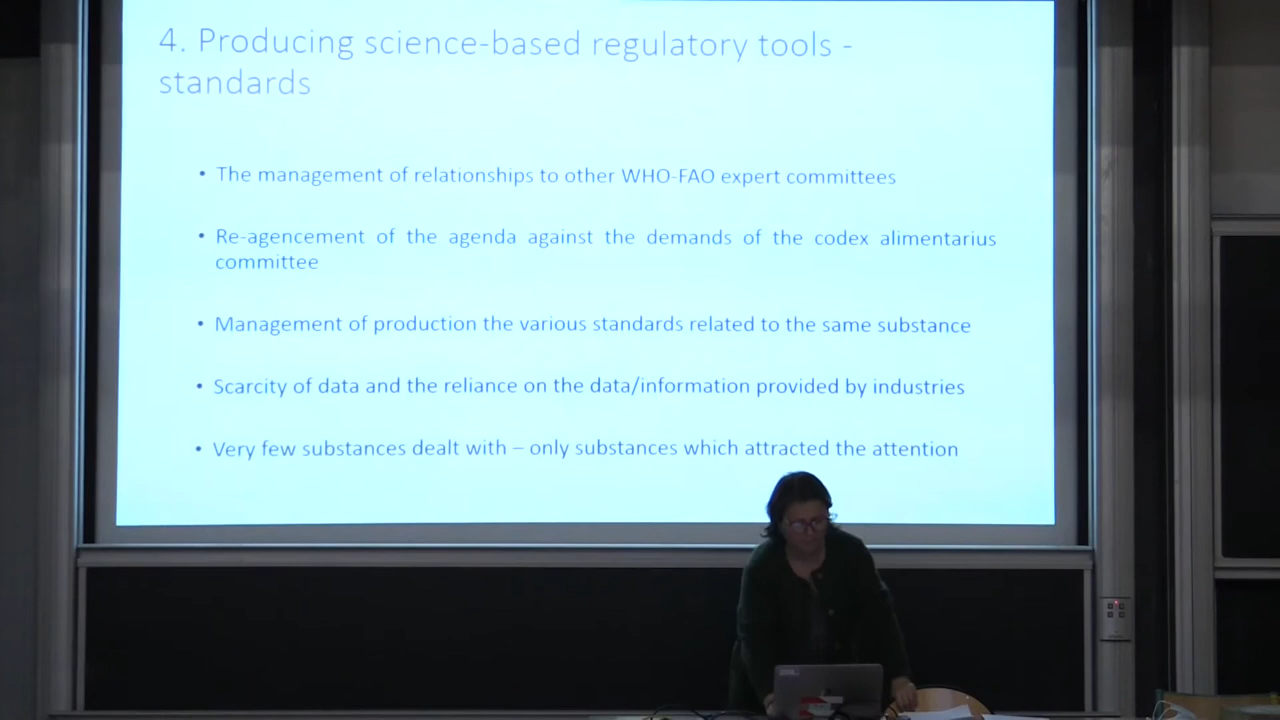 4. Producing science-based regulatory tools -
standards
• The management of relationships to other WHO-FAO expert committees
• Re-agencement of the agenda against the demands of the codex alimentarius
committee
• Management of production the various standards related to the same substance
• Scarcity of data and the reliance on the data/information provided by industries
• Very few substances dealt with – only substances which attracted the attention